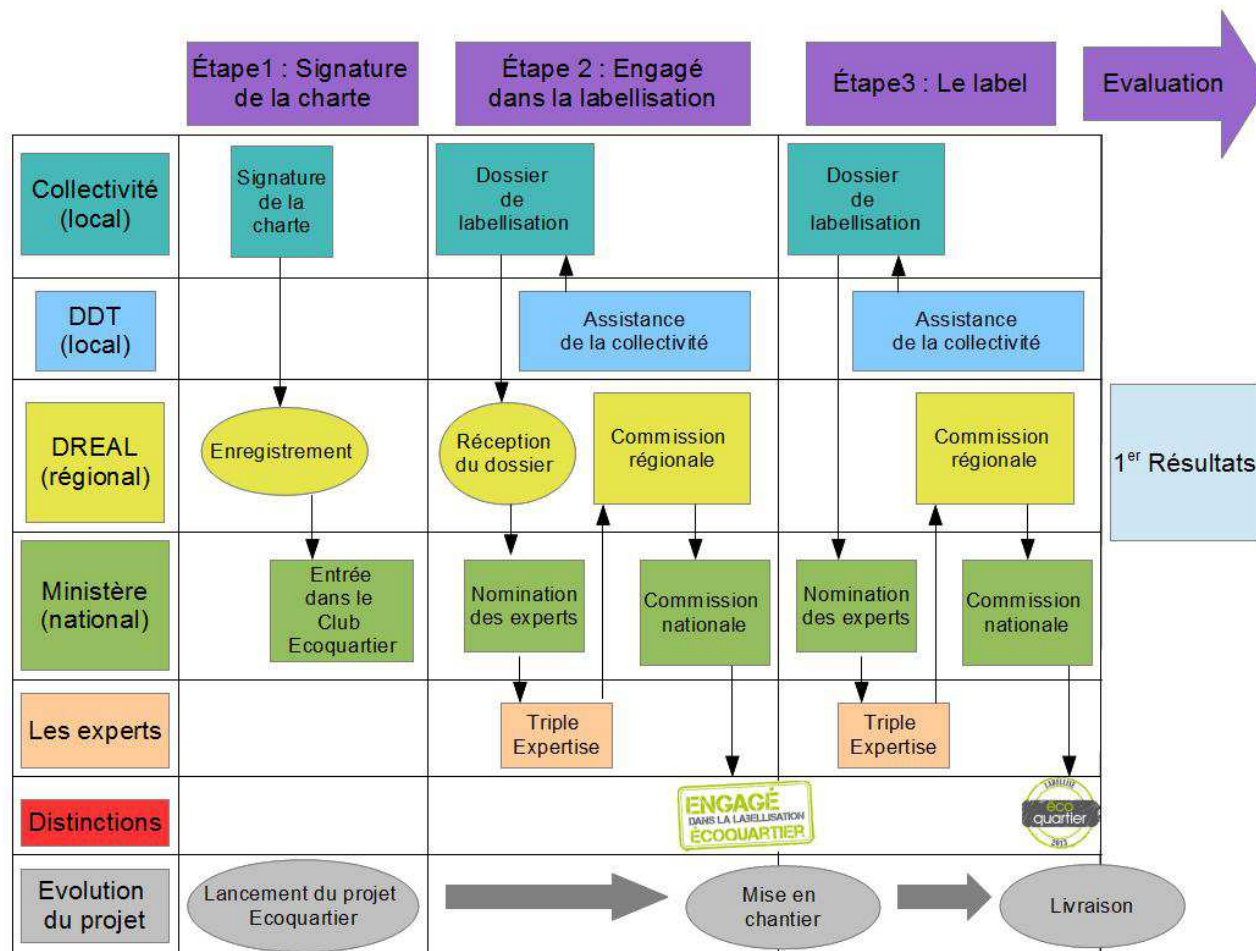 Étape1 : Signature
de la charte
Étape 2 : Engagé
dans la labellisation
Étape3 : Le label
Evaluation
Collectivité
(local)
Signature
de la
charte
Dossier
de
labellisation
Dossier
de
labellisation
DDT
(local)
Assistance
de la collectivité
Assistance
de la collectivité
DREAL
(régional)
Enregistrement
Réception
du dossier
Commission
régionale
Commission
régionale
1er Résultats
Ministère
(national)
Entrée
dans le
Club
Ecoquartier
Nomination
des experts
Commission
nationale
Nomination
des experts
Commission
nationale
Les experts
Triple
Expertise
Triple
Expertise
Distinctions
ENGAGÉ
DANS LA LABELLISATION
ÉCOQUARTIER
LABELLISÉ
éco
quartier
2013
Evolution
du projet
Lancement du projet
Ecoquartier
Mise en
chantier
Livraison